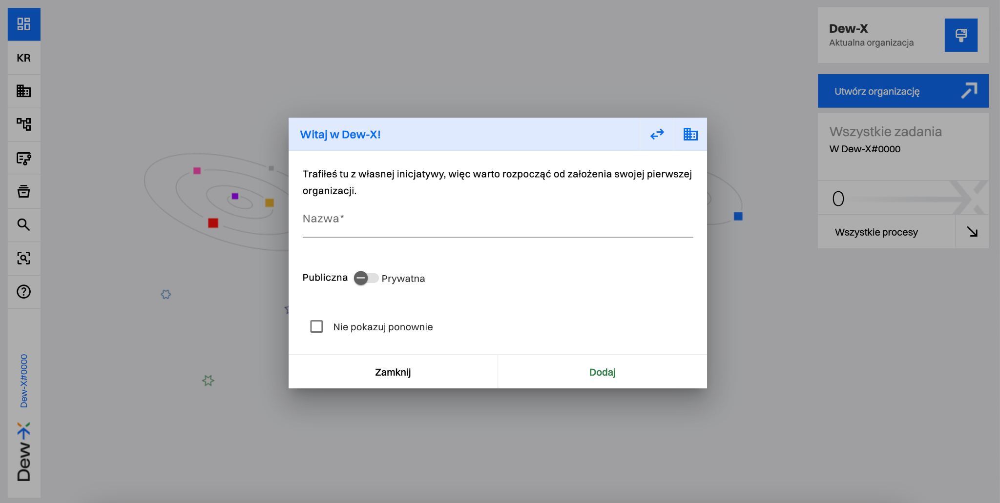 KR
Dew-X#0000
Dew
Witaj w Dew-X!
Trafiłeś tu z własnej inicjatywy, więc warto rozpocząć od założenia swojej pierwszej
organizacji.
Nazwa*
Publiczna Prywatna
Nie pokazuj ponownie
Zamknij Dodaj
Dew-X
Aktualna organizacja
Utwórz organizację
Wszystkie zadania
W Dew-X#0000
0
Wszystkie procesy